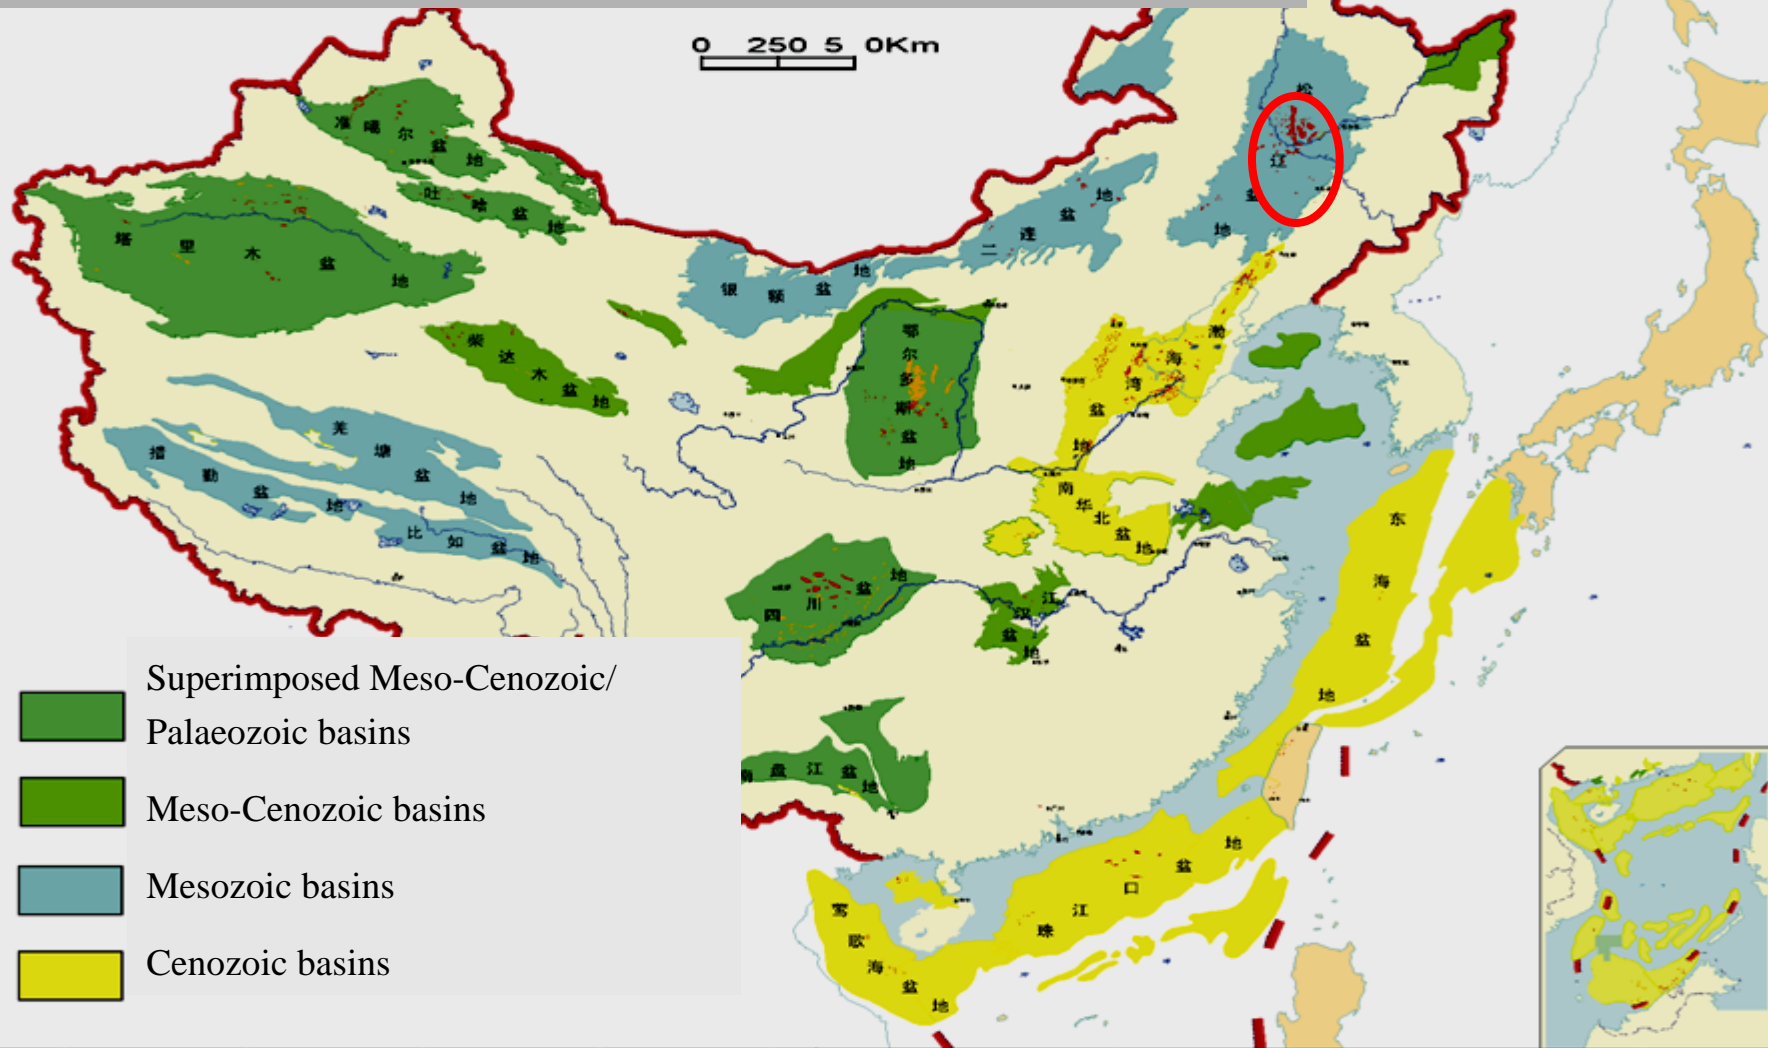 0 250 5 0Km
准噶尔盆地
吐哈盆地
塔里木盆地
柴达木盆地
羌塘盆地
措勤盆地
比如盆地
银额盆地
二连盆地
松辽盆地
鄂尔多斯盆地
渤海湾盆地
南华北盆地
四川盆地
江汉盆地
南盘江盆地
东海盆地
珠江口盆地
莺歌海盆地
Superimposed Meso-Cenozoic/
Palaeozoic basins
Meso-Cenozoic basins
Mesozoic basins
Cenozoic basins